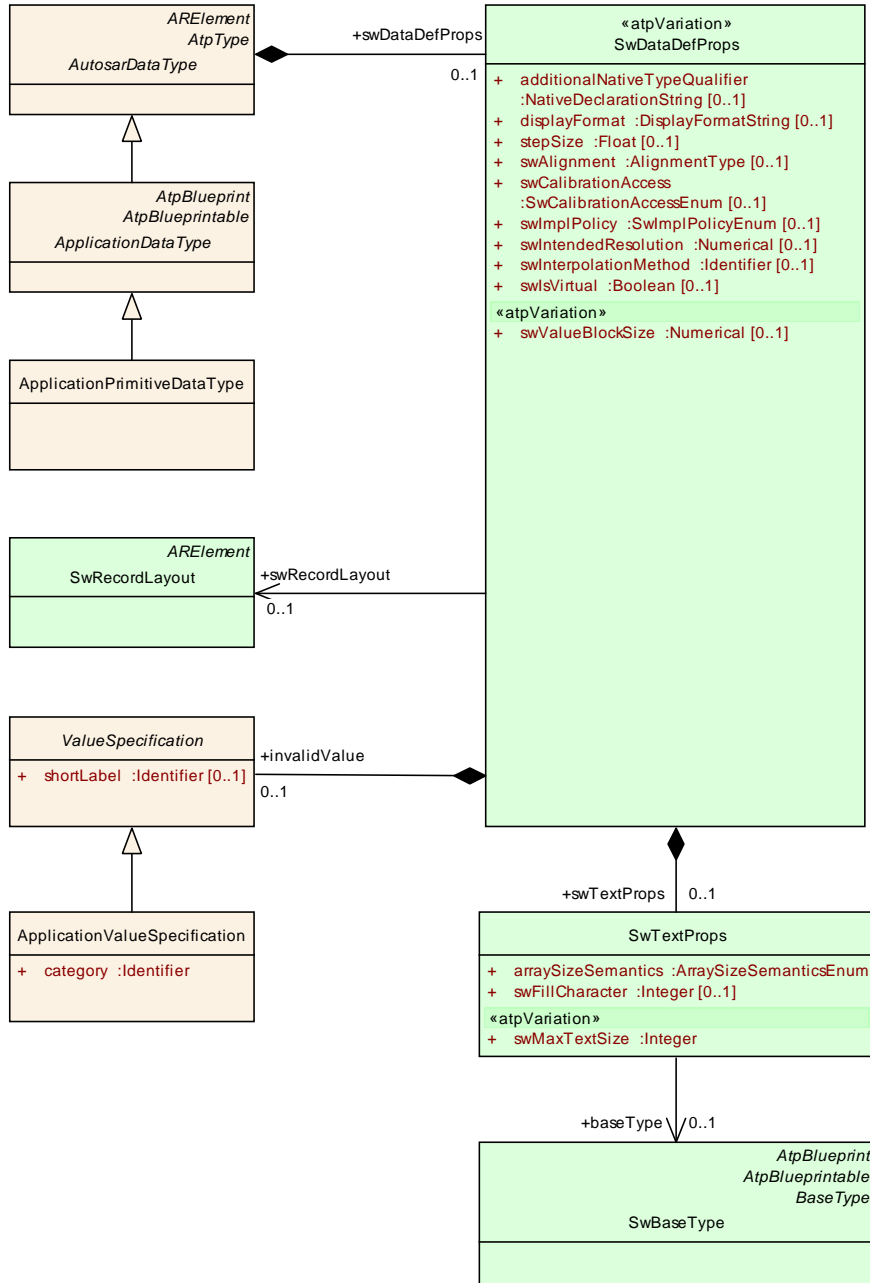 ARElement
AtpType
AutosarDataType
+swDataDefProps
0..1
«atpVariation»
SwDataDefProps
+ additionalNativeTypeQualifier
:NativeDeclarationString [0..1]
+ displayFormat :DisplayFormatString [0..1]
+ stepSize :Float [0..1]
+ swAlignment :AlignmentType [0..1]
+ swCalibrationAccess
:SwCalibrationAccessEnum [0..1]
+ swImplPolicy :SwImplPolicyEnum [0..1]
+ swIntendedResolution :Numerical [0..1]
+ swInterpolationMethod :Identifier [0..1]
+ swIsVirtual :Boolean [0..1]
«atpVariation»
+ swValueBlockSize :Numerical [0..1]
AtpBlueprint
AtpBlueprintable
ApplicationDataType
ApplicationPrimitiveDataType
ARElement
SwRecordLayout
+swRecordLayout
0..1
ValueSpecification
+ shortLabel :Identifier [0..1]
+invalidValue
0..1
ApplicationValueSpecification
+ category :Identifier
+swTextProps
0..1
SwTextProps
+ arraySizeSemantics :ArraySizeSemanticsEnum
+ swFillCharacter :Integer [0..1]
«atpVariation»
+ swMaxTextSize :Integer
+baseType
0..1
AtpBlueprint
AtpBlueprintable
BaseType
SwBaseType